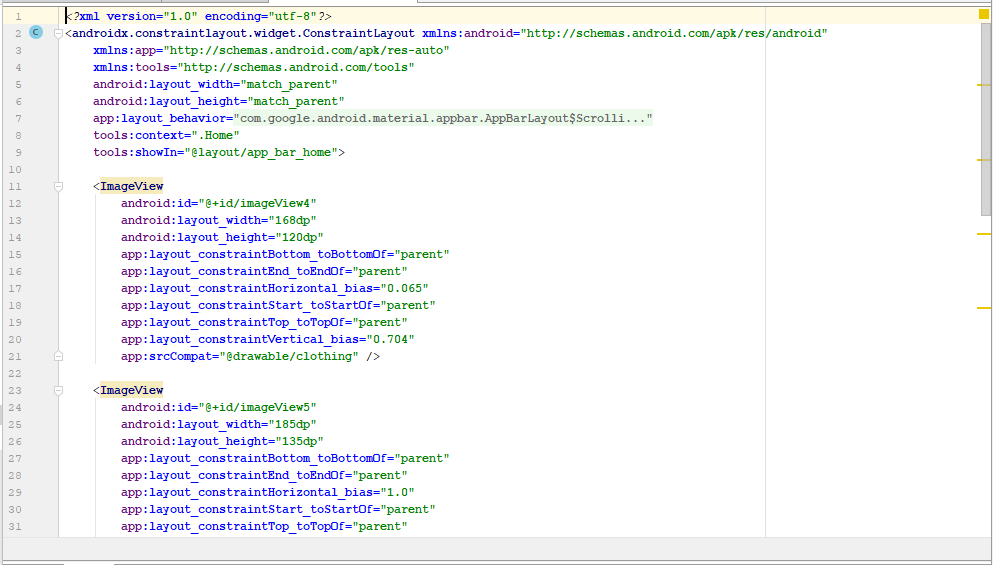 1 <?xml version="1.0" encoding="utf-8"?>
2 C <androidx.constraintlayout.widget.ConstraintLayout xmlns:android="http://schemas.android.com/apk/res/android"
3 xmlns:app="http://schemas.android.com/apk/res-auto"
4 xmlns:tools="http://schemas.android.com/tools"
5 android:layout_width="match_parent"
6 android:layout_height="match_parent"
7 app:layout_behavior="com.google.android.material.appbar.AppBarLayout$Scrolli..."
8 tools:context=".Home"
9 tools:showIn="@layout/app_bar_home">
10
11 <ImageView
12 android:id="@+id/imageView4"
13 android:layout_width="168dp"
14 android:layout_height="120dp"
15 app:layout_constraintBottom_toBottomOf="parent"
16 app:layout_constraintEnd_toEndOf="parent"
17 app:layout_constraintHorizontal_bias="0.065"
18 app:layout_constraintStart_toStartOf="parent"
19 app:layout_constraintTop_toTopOf="parent"
20 app:layout_constraintVertical_bias="0.704"
21 app:srcCompat="@drawable/clothing" />
22
23 <ImageView
24 android:id="@+id/imageView5"
25 android:layout_width="185dp"
26 android:layout_height="135dp"
27 app:layout_constraintBottom_toBottomOf="parent"
28 app:layout_constraintEnd_toEndOf="parent"
29 app:layout_constraintHorizontal_bias="1.0"
30 app:layout_constraintStart_toStartOf="parent"
31 app:layout_constraintTop_toTopOf="parent"